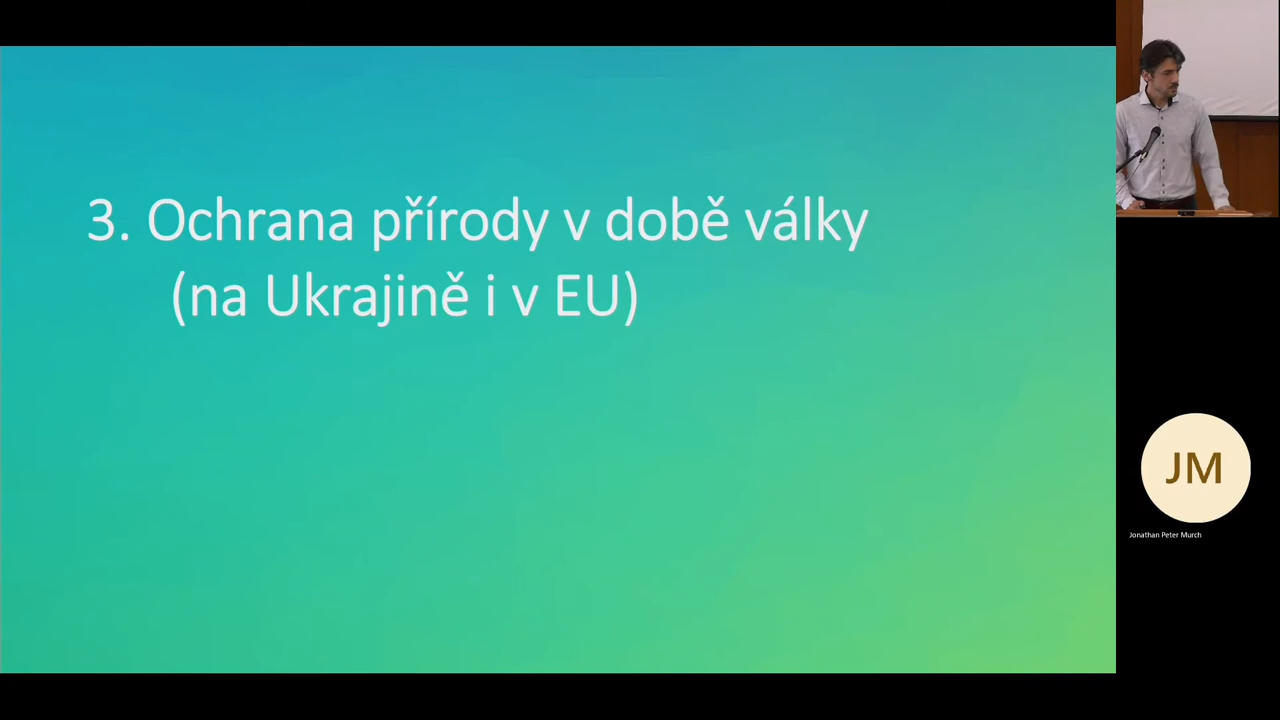 3. Ochrana přírody v době války
(na Ukrajině i v EU)
JM
Jonathan Peter Murch